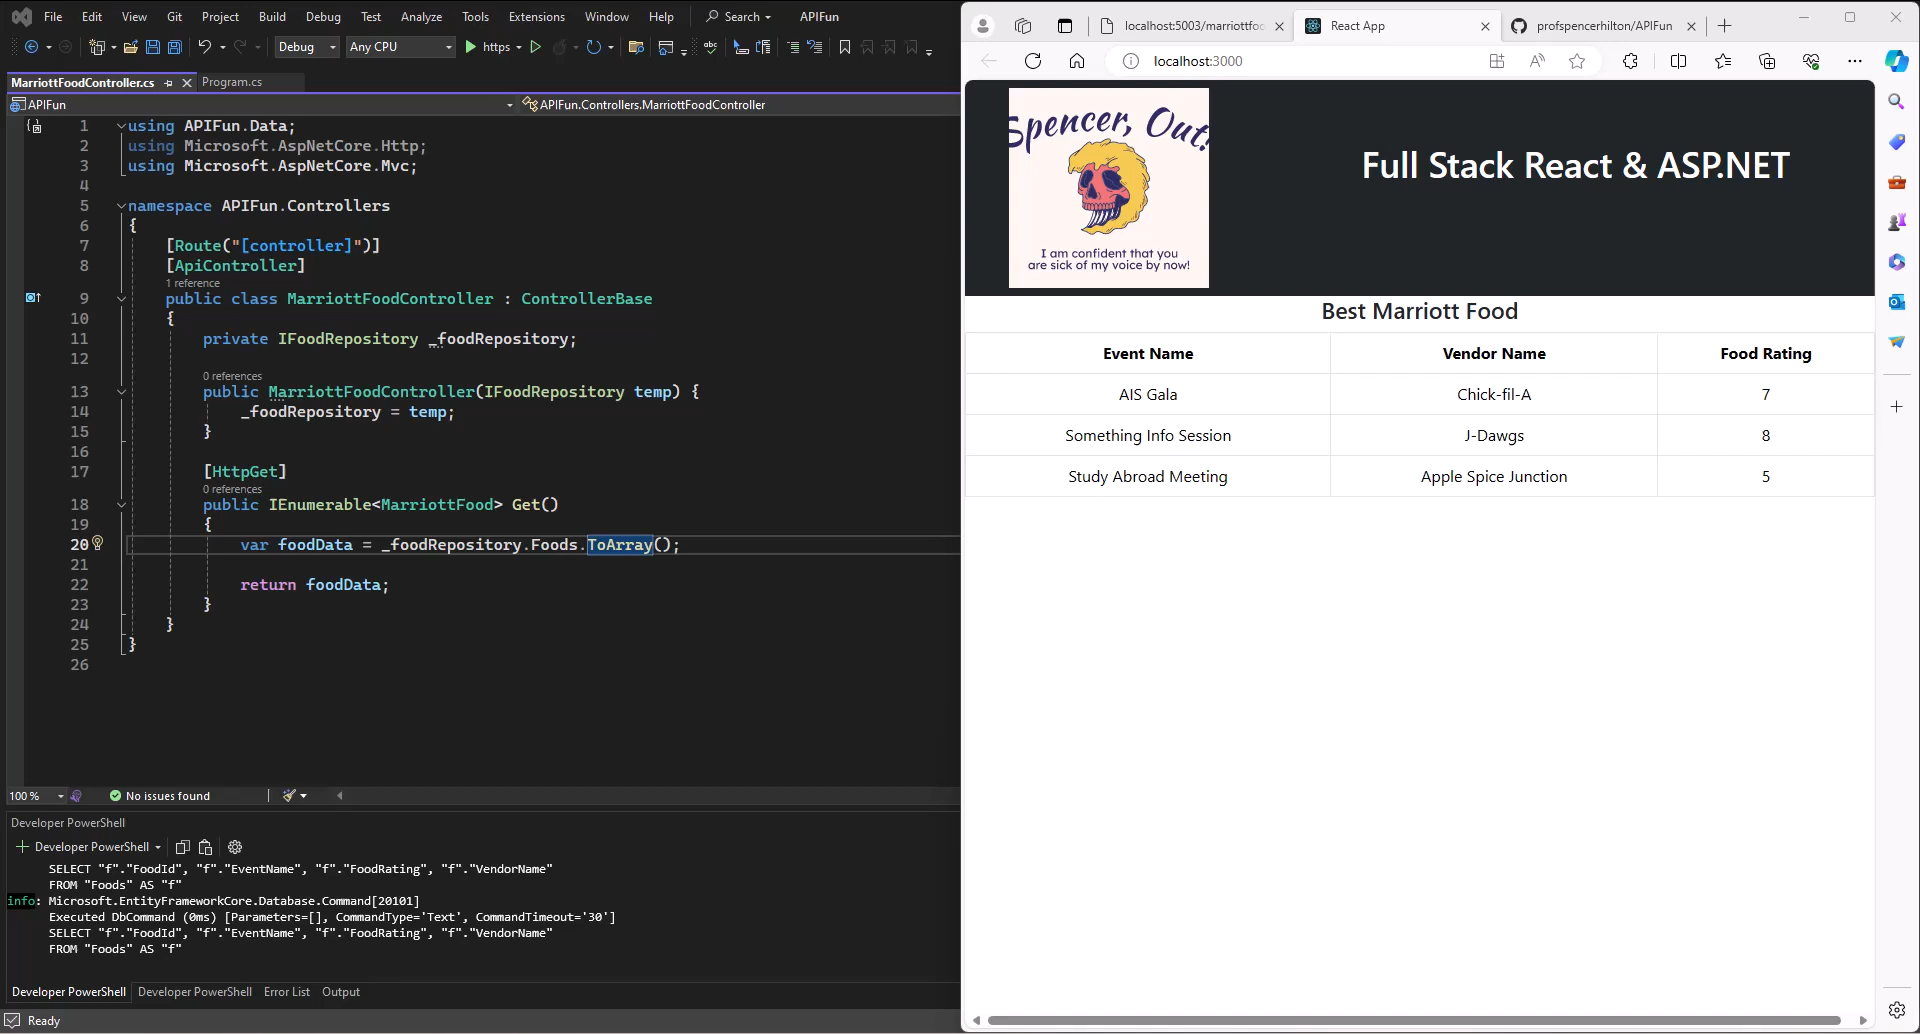 File Edit View Git Project Build Debug Test Analyze Tools Extensions Window Help Search APIFun
Debug Any CPU https
MarriottFoodController.cs Program.cs
APIFun APIFun.Controllers.MarriottFoodController
1 using APIFun.Data;
2 using Microsoft.AspNetCore.Http;
3 using Microsoft.AspNetCore.Mvc;
4
5 namespace APIFun.Controllers
6 {
7 [Route("[controller]")]
8 [ApiController]
1 reference
9 public class MarriottFoodController : ControllerBase
10 {
11 private IFoodRepository _foodRepository;
12
0 references
13 public MarriottFoodController(IFoodRepository temp) {
14 _foodRepository = temp;
15 }
16
17 [HttpGet]
0 references
18 public IEnumerable<MarriottFood> Get()
19 {
20 var foodData = _foodRepository.Foods.ToArray();
21
22 return foodData;
23 }
24 }
25 }
26
100 % No issues found
Developer PowerShell
Developer PowerShell
SELECT "f"."FoodId", "f"."EventName", "f"."FoodRating", "f"."VendorName"
FROM "Foods" AS "f"
info: Microsoft.EntityFrameworkCore.Database.Command[20101]
Executed DbCommand (0ms) [Parameters=[], CommandType='Text', CommandTimeout='30']
SELECT "f"."FoodId", "f"."EventName", "f"."FoodRating", "f"."VendorName"
FROM "Foods" AS "f"
Developer PowerShell Developer PowerShell Error List Output
Ready
localhost:5003/marriottfoo React App profspencerhilton/APIFun
localhost:3000
Spencer, Out!
I am confident that you
are sick of my voice by now!
Full Stack React & ASP.NET
Best Marriott Food
Event Name Vendor Name Food Rating
AIS Gala Chick-fil-A 7
Something Info Session J-Dawgs 8
Study Abroad Meeting Apple Spice Junction 5